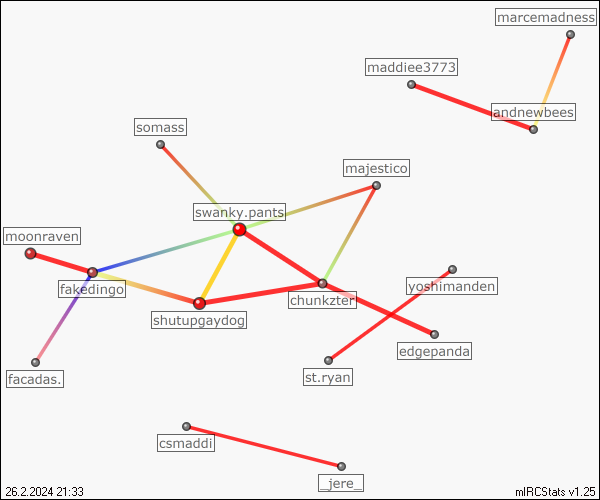 marcemadness
maddiee3773
andnewbees
somass
majestico
swanky.pants
moonraven
fakedingo
yoshimanden
chunkzter
shutupgaydog
edgepanda
facadas.
st.ryan
csmaddi
_jere_
26.2.2024 21:33
mIRCStats v1.25